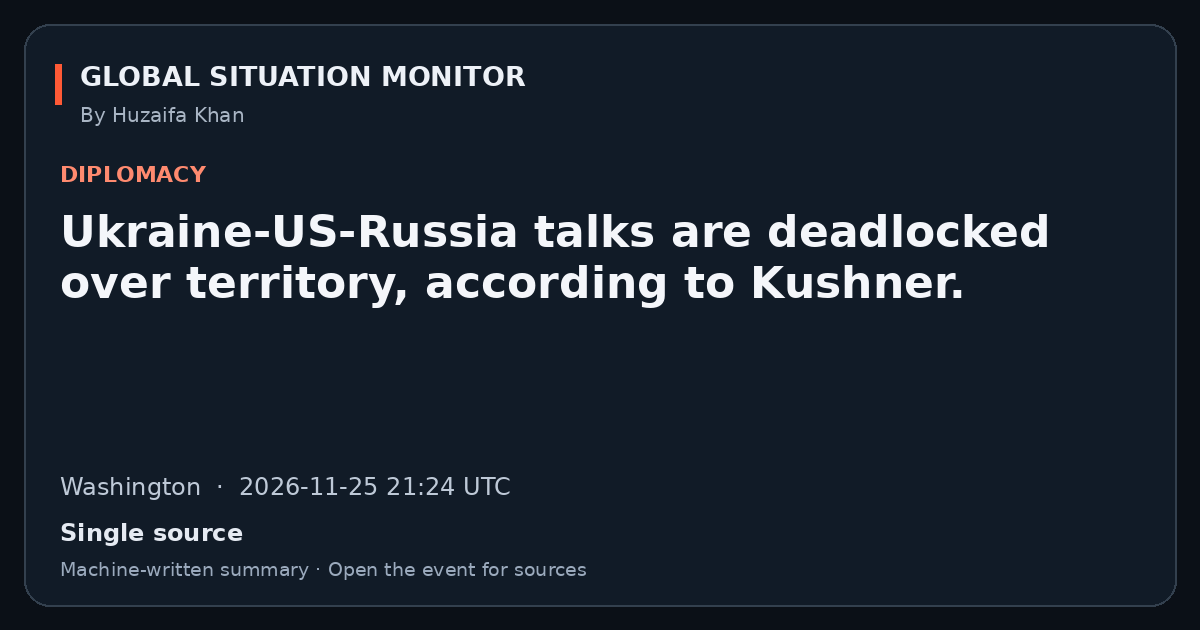 GLOBAL SITUATION MONITOR
By Huzaifa Khan
DIPLOMACY
Ukraine-US-Russia talks are deadlocked
over territory, according to Kushner.
Washington · 2026-11-25 21:24 UTC
Single source
Machine-written summary · Open the event for sources